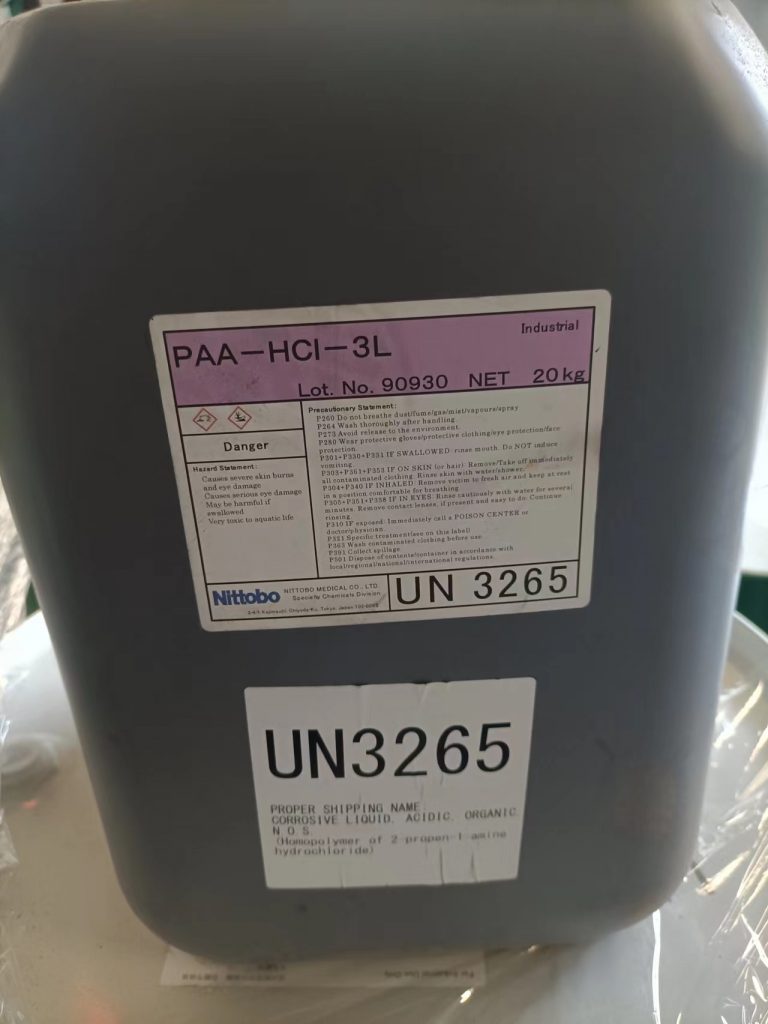 Industrial
PAA-HCl-3L
Lot. No. 90930 NET 20kg
Danger
Hazard Statement:
Causes severe skin burns
and eye damage
Causes serious eye damage
May be harmful if
swallowed
Very toxic to aquatic life
Precautionary Statement:
P260 Do not breathe dust/fume/gas/mist/vapours/spray
P264 Wash thoroughly after handling
P273 Avoid release to the environment.
P280 Wear protective gloves/protective clothing/eye protection/face
protection.
P301+P330+P331 IF SWALLOWED: rinse mouth. Do NOT induce
vomiting.
P303+P361+P353 IF ON SKIN (or hair): Remove/Take off immediately
all contaminated clothing. Rinse skin with water/shower.
P304+P340 IF INHALED: Remove victim to fresh air and keep at rest
in a position comfortable for breathing.
P305+P351+P338 IF IN EYES: Rinse cautiously with water for several
minutes. Remove contact lenses, if present and easy to do. Continue
rinsing.
P310 IF exposed: Immediately call a POISON CENTER or
doctor/physician.
P321 Specific treatment(see on this label)
P363 Wash contaminated clothing before use.
P391 Collect spillage.
P501 Dispose of contents/container in accordance with
local/regional/national/international regulations.
Nittobo
NITTOBO MEDICAL CO., LTD.
Specialty Chemicals Division
Tokyo, Japan
UN 3265
UN3265
PROPER SHIPPING NAME
CORROSIVE LIQUID, ACIDIC, ORGANIC,
N.O.S.
(Homopolymer of 2-propen-1-amine
hydrochloride)
For Industrial Use Only